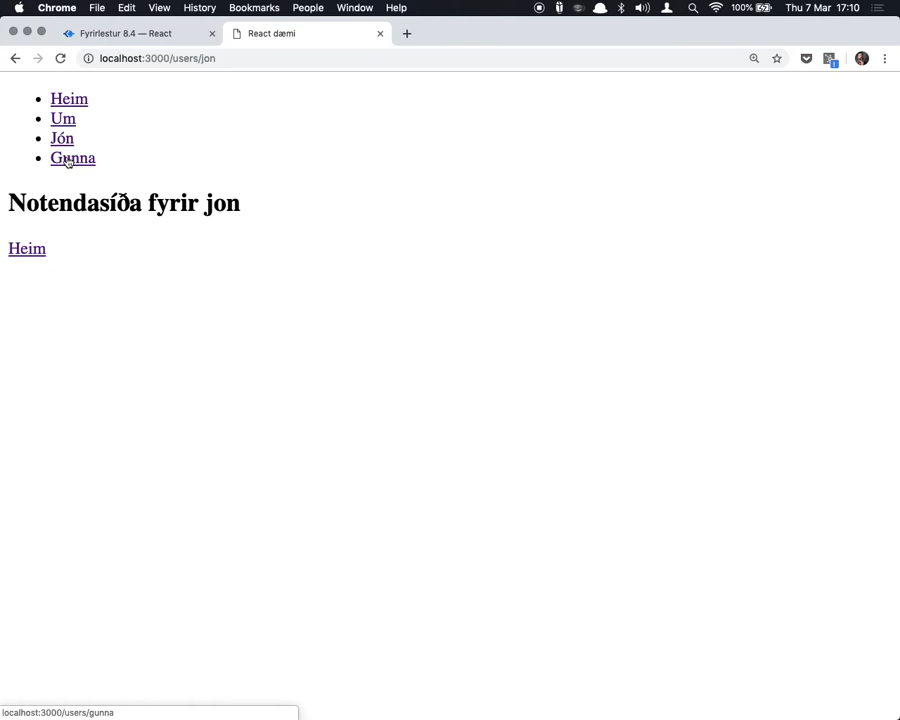 Chrome File Edit View History Bookmarks People Window Help 100% Thu 7 Mar 17:10
Fyrirlestur 8.4 — React
React dæmi
localhost:3000/users/jon
Heim
Um
Jón
Gunna
Notendasíða fyrir jon
Heim
localhost:3000/users/gunna